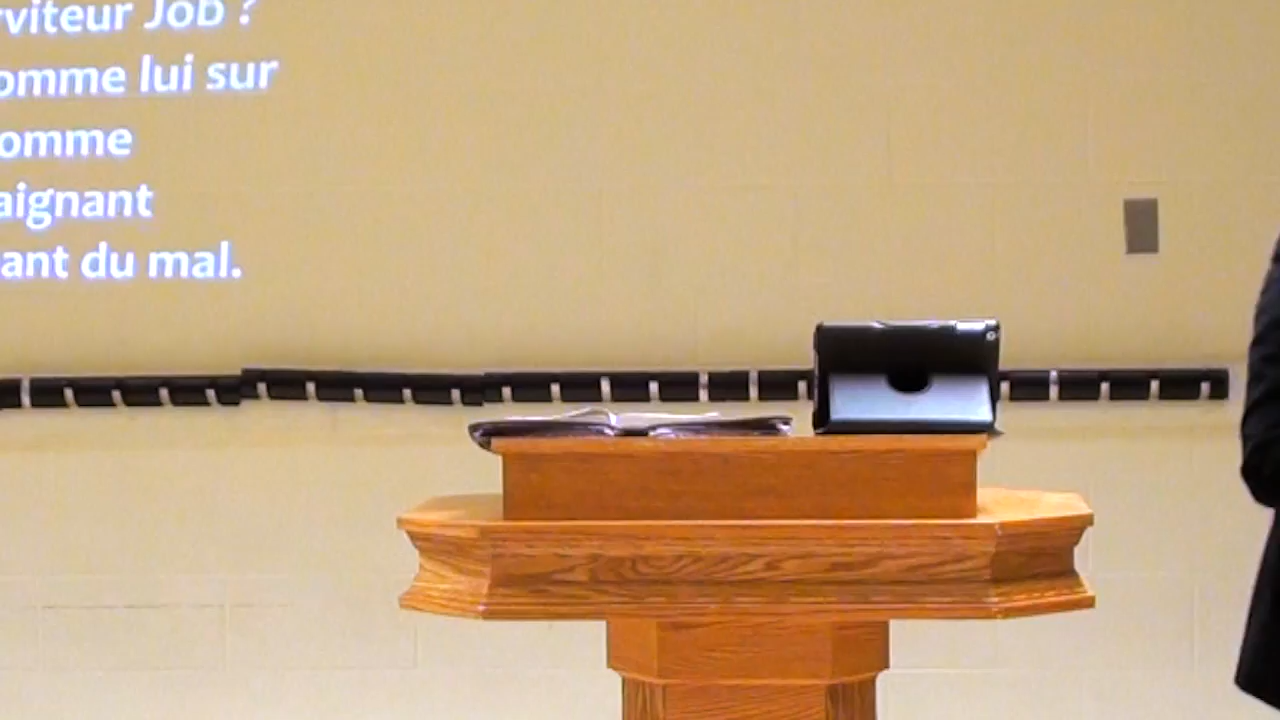 rviteur Job ?
omme lui sur
omme
aignant
ant du mal.